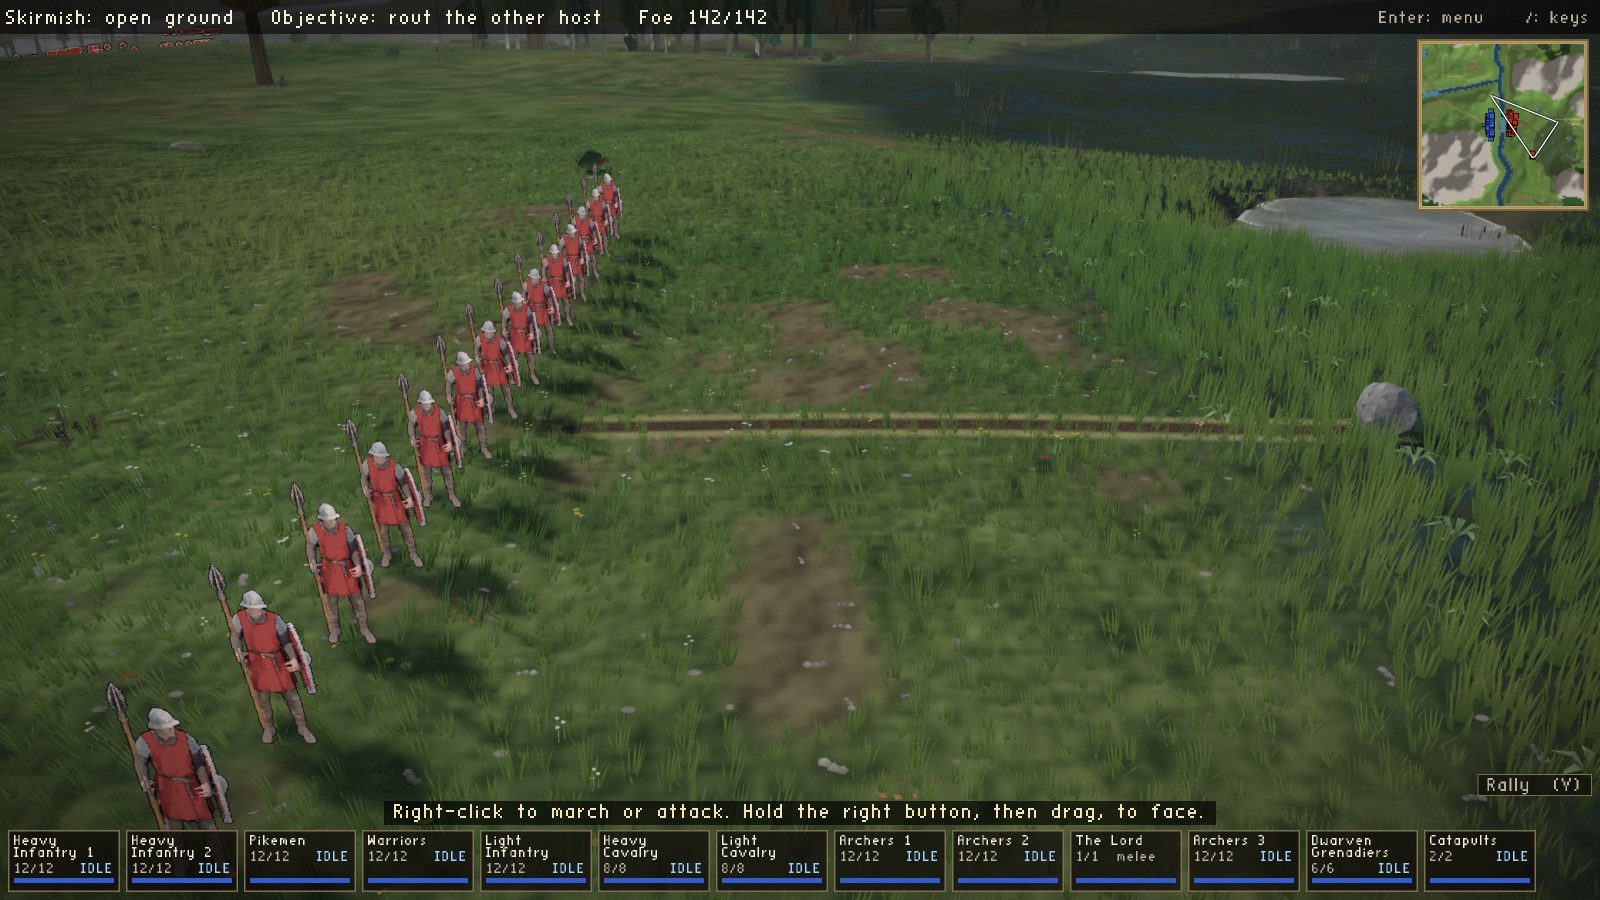 Skirmish: open ground Objective: rout the other host Foe 142/142 Enter: menu /: keys
Rally (Y)
Right-click to march or attack. Hold the right button, then drag, to face.
Heavy Infantry 1
12/12 IDLE
Heavy Infantry 2
12/12 IDLE
Pikemen
12/12 IDLE
Warriors
12/12 IDLE
Light Infantry
12/12 IDLE
Heavy Cavalry
8/8 IDLE
Light Cavalry
8/8 IDLE
Archers 1
12/12 IDLE
Archers 2
12/12 IDLE
The Lord
1/1 melee
Archers 3
12/12 IDLE
Dwarven Grenadiers
6/6 IDLE
Catapults
2/2 IDLE